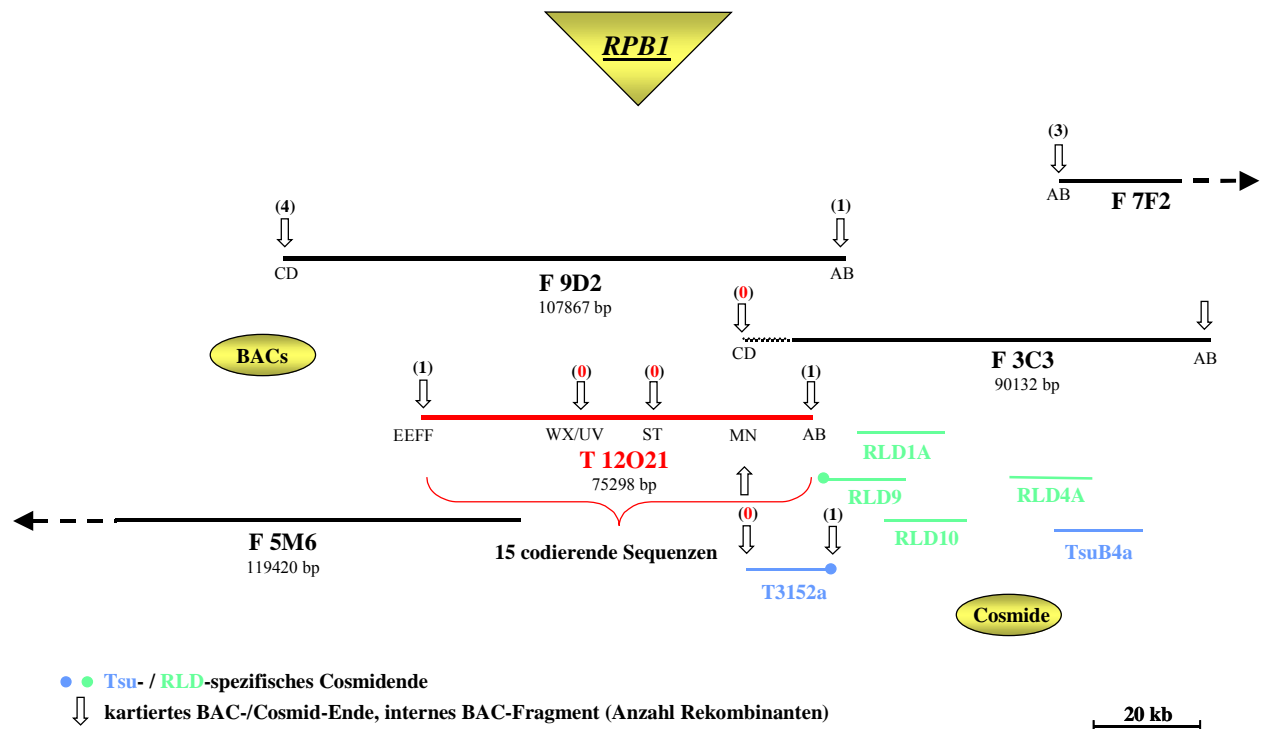 RPB1
(3)
AB
F 7F2
(4)
(1)
CD
AB
F 9D2
107867 bp
(0)
CD
AB
F 3C3
90132 bp
BACs
(1)
(0)
(0)
(1)
EEFF
WX/UV
ST
MN
AB
T 12O21
75298 bp
RLD1A
RLD9
RLD4A
RLD10
TsuB4a
F 5M6
119420 bp
15 codierende Sequenzen
(0)
(1)
T3152a
Cosmide
Tsu- / RLD-spezifisches Cosmidende
kartiertes BAC-/Cosmid-Ende, internes BAC-Fragment (Anzahl Rekombinanten)
20 kb